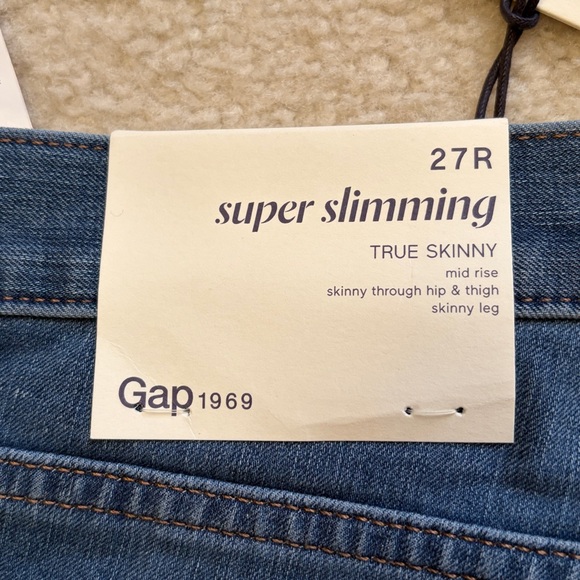 27R
super slimming
TRUE SKINNY
mid rise
skinny through hip & thigh
skinny leg
Gap 1969